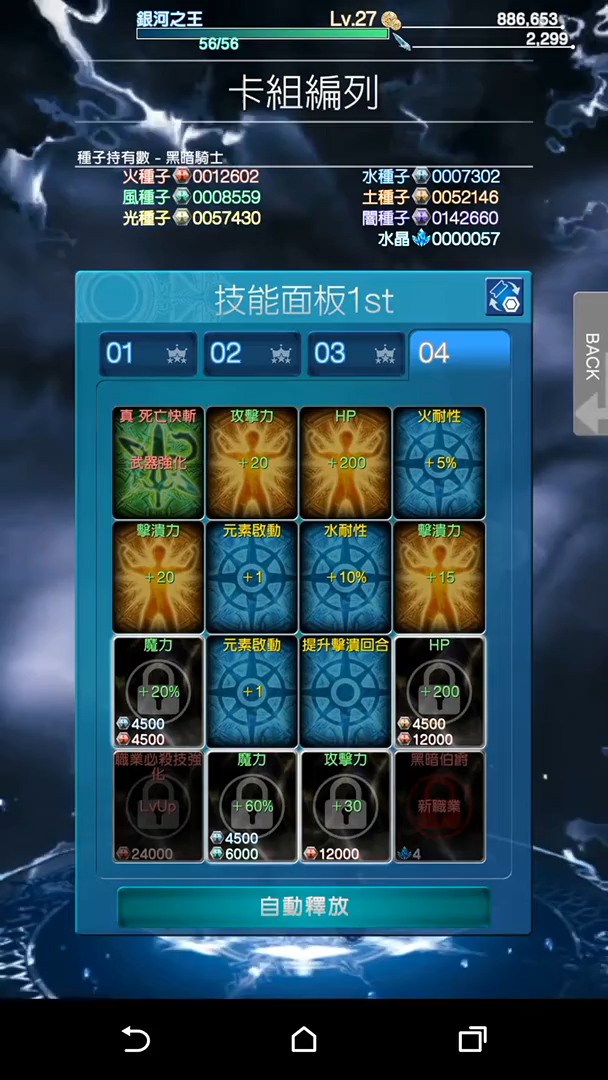 銀河之王 Lv.27 886,653
56/56 2,299
卡組編列
種子持有數 - 黑暗騎士
火種子 0012602 水種子 0007302
風種子 0008559 土種子 0052146
光種子 0057430 闇種子 0142660
水晶 0000057
技能面板1st
01 02 03 04
BACK
真 死亡快斬 攻擊力 HP 火耐性
武器強化 +20 +200 +5%
擊潰力 元素啟動 水耐性 擊潰力
+20 +1 +10% +15
魔力 元素啟動 提升擊潰回合 HP
+20% +1 +200
4500 4500
4500 12000
職業必殺技強化 魔力 攻擊力 黑暗伯爵
LvUp +60% +30 新職業
4500
24000 6000 12000 4
自動釋放